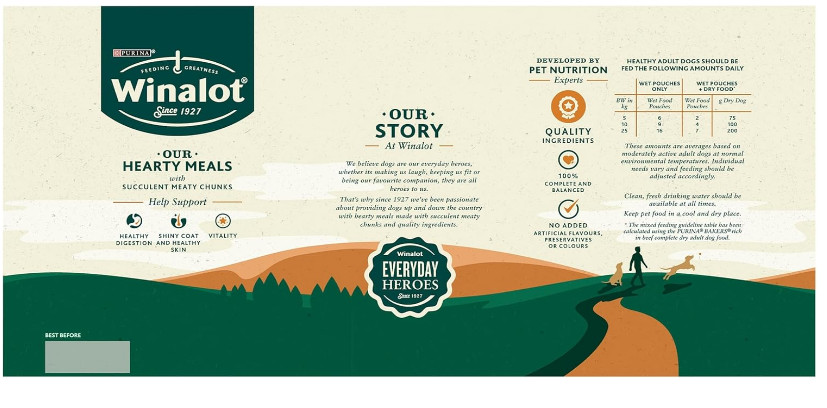 PURINA®
FEEDING GREATNESS
Winalot®
Since 1927
·OUR·
HEARTY MEALS
with
SUCCULENT MEATY CHUNKS
Help Support
HEALTHY
DIGESTION
SHINY COAT
AND HEALTHY
SKIN
VITALITY
BEST BEFORE
·OUR·
STORY
At Winalot
We believe dogs are our everyday heroes,
whether its making us laugh, keeping us fit or
being our favourite companion, they are all
heroes to us.
That's why since 1927 we've been passionate
about providing dogs up and down the country
with hearty meals made with succulent meaty
chunks and quality ingredients.
Winalot
EVERYDAY
HEROES
Since 1927
DEVELOPED BY
PET NUTRITION
Experts
QUALITY
INGREDIENTS
100%
COMPLETE AND
BALANCED
NO ADDED
ARTIFICIAL FLAVOURS,
PRESERVATIVES
OR COLOURS
HEALTHY ADULT DOGS SHOULD BE
FED THE FOLLOWING AMOUNTS DAILY
WET POUCHES
ONLY
WET POUCHES
+ DRY FOOD*
BW in
kg
Wet Food
Pouches
Wet Food
Pouches
g Dry Dog
5 6 2 75
10 9 4 100
25 16 7 200
These amounts are averages based on
moderately active adult dogs at normal
environmental temperatures. Individual
needs vary and feeding should be
adjusted accordingly.
Clean, fresh drinking water should be
available at all times.
Keep pet food in a cool and dry place.
* The mixed feeding guideline table has been
calculated using the PURINA® BAKERS® rich
in beef complete dry adult dog food.